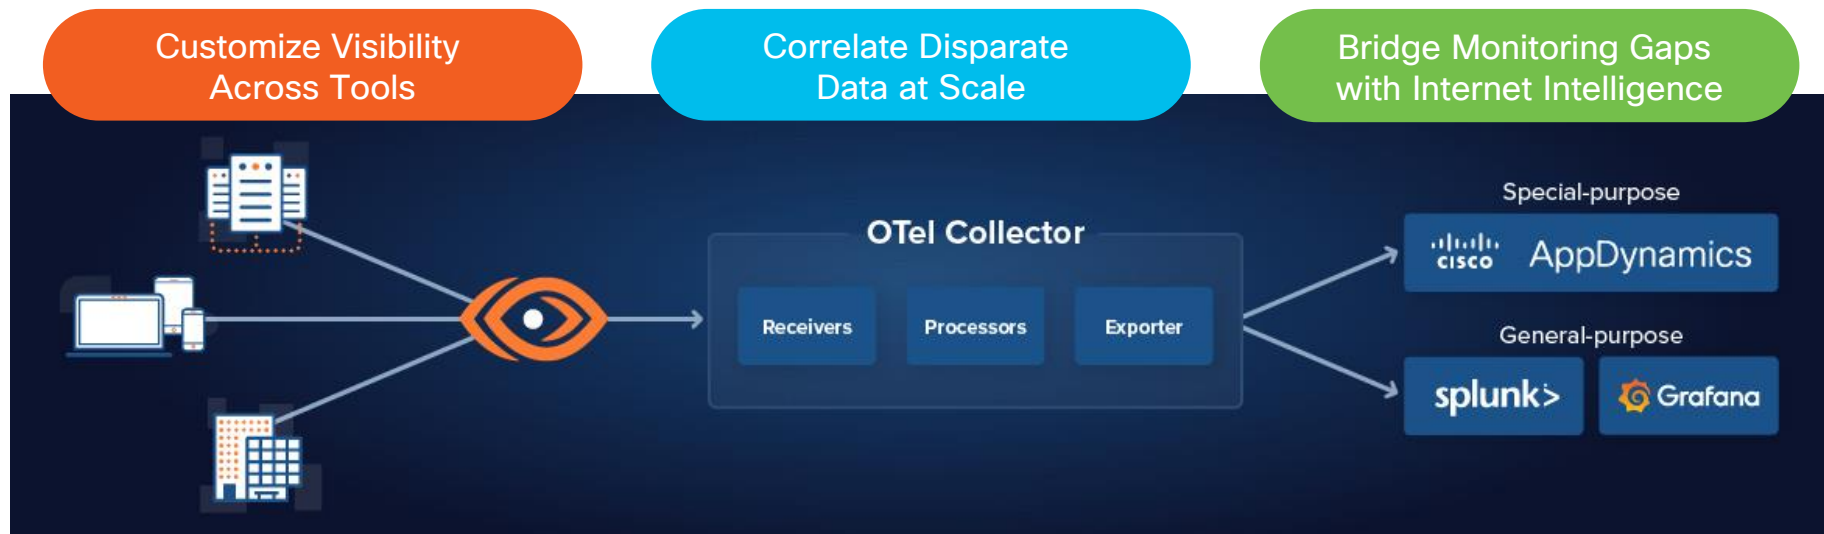 Customize Visibility
Across Tools
Correlate Disparate
Data at Scale
Bridge Monitoring Gaps
with Internet Intelligence
OTel Collector
Receivers
Processors
Exporter
Special-purpose
CISCO
AppDynamics
General-purpose
splunk>
Grafana